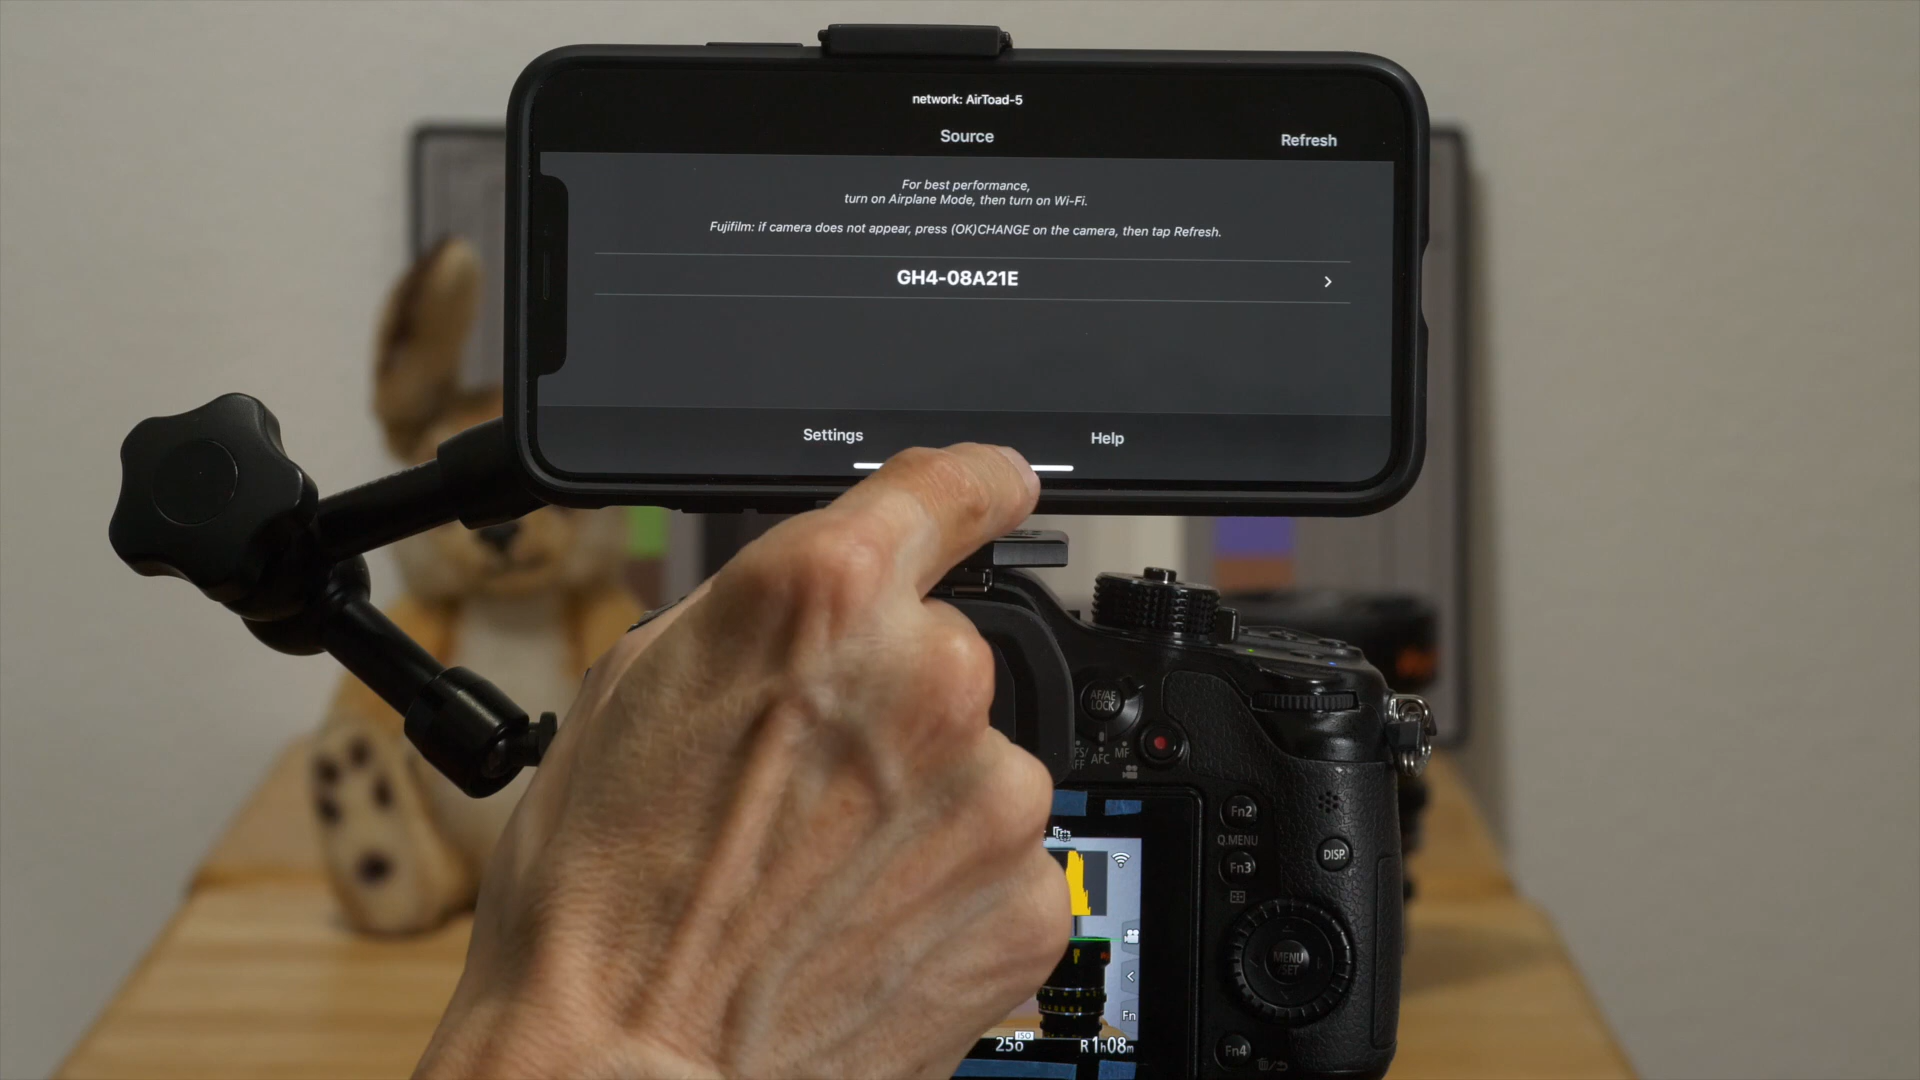 network: AirToad-5
Source
Refresh
For best performance,
turn on Airplane Mode, then turn on Wi-Fi.
Fujifilm: if camera does not appear, press (OK)CHANGE on the camera, then tap Refresh.
GH4-08A21E
Settings
Help
AF/AE
LOCK
AFC
MF
Fn2
Q.MENU
Fn3
DISP.
MENU
/SET
Fn4
Fn
ISO
250
R1h08m